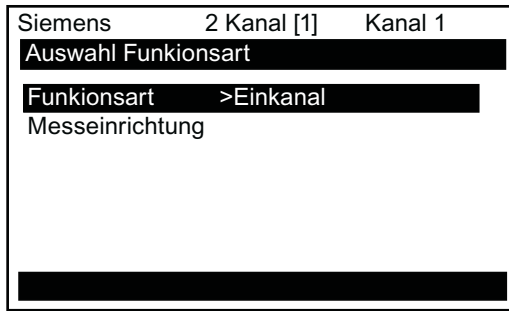 Siemens 2 Kanal [1] Kanal 1
Auswahl Funkionsart
Funkionsart >Einkanal
Messeinrichtung